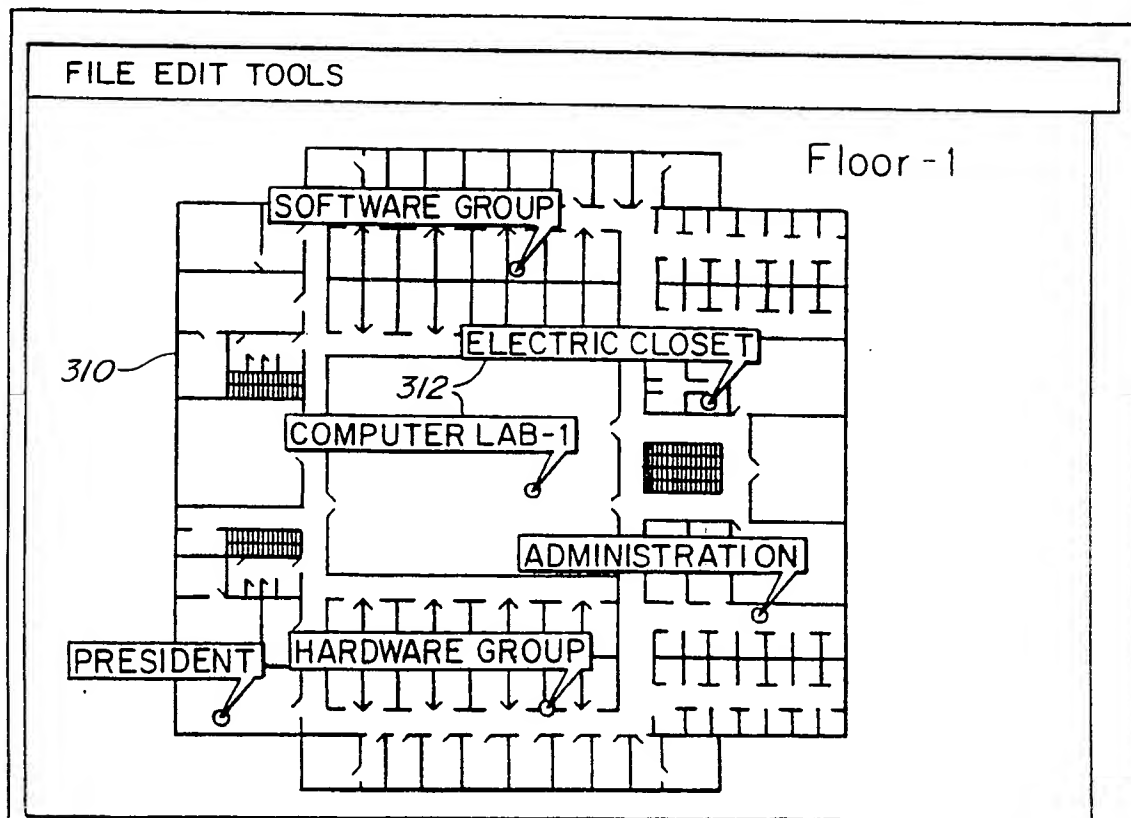 FILE EDIT TOOLS
Floor-1
SOFTWARE GROUP
ELECTRIC CLOSET
310
312
COMPUTER LAB-1
ADMINISTRATION
HARDWARE GROUP
PRESIDENT